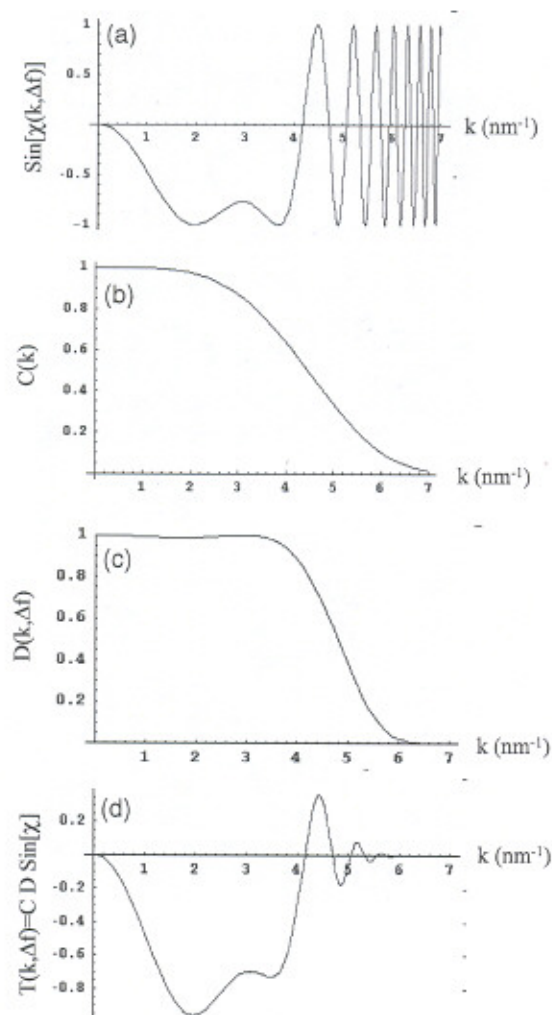 (a)
Sin[χ(k,Δf)]
1
0.5
-0.5
-1
1 2 3 4 5 6 7
k (nm⁻¹)
(b)
C(k)
1
0.8
0.6
0.4
0.2
1 2 3 4 5 6 7
k (nm⁻¹)
(c)
D(k,Δf)
1
0.8
0.6
0.4
0.2
1 2 3 4 5 6 7
k (nm⁻¹)
(d)
T(k,Δf)=C D Sin[χ]
0.2
-0.2
-0.4
-0.6
-0.8
1 2 3 4 5 6 7
k (nm⁻¹)